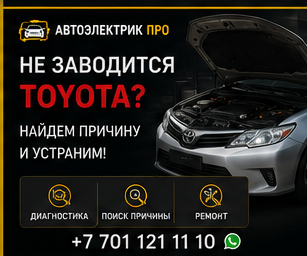 АВТОЭЛЕКТРИК ПРО
НЕ ЗАВОДИТСЯ
TOYOTA?
НАЙДЕМ ПРИЧИНУ
И УСТРАНИМ!
ДИАГНОСТИКА
ПОИСК ПРИЧИНЫ
РЕМОНТ
+7 701 121 11 10